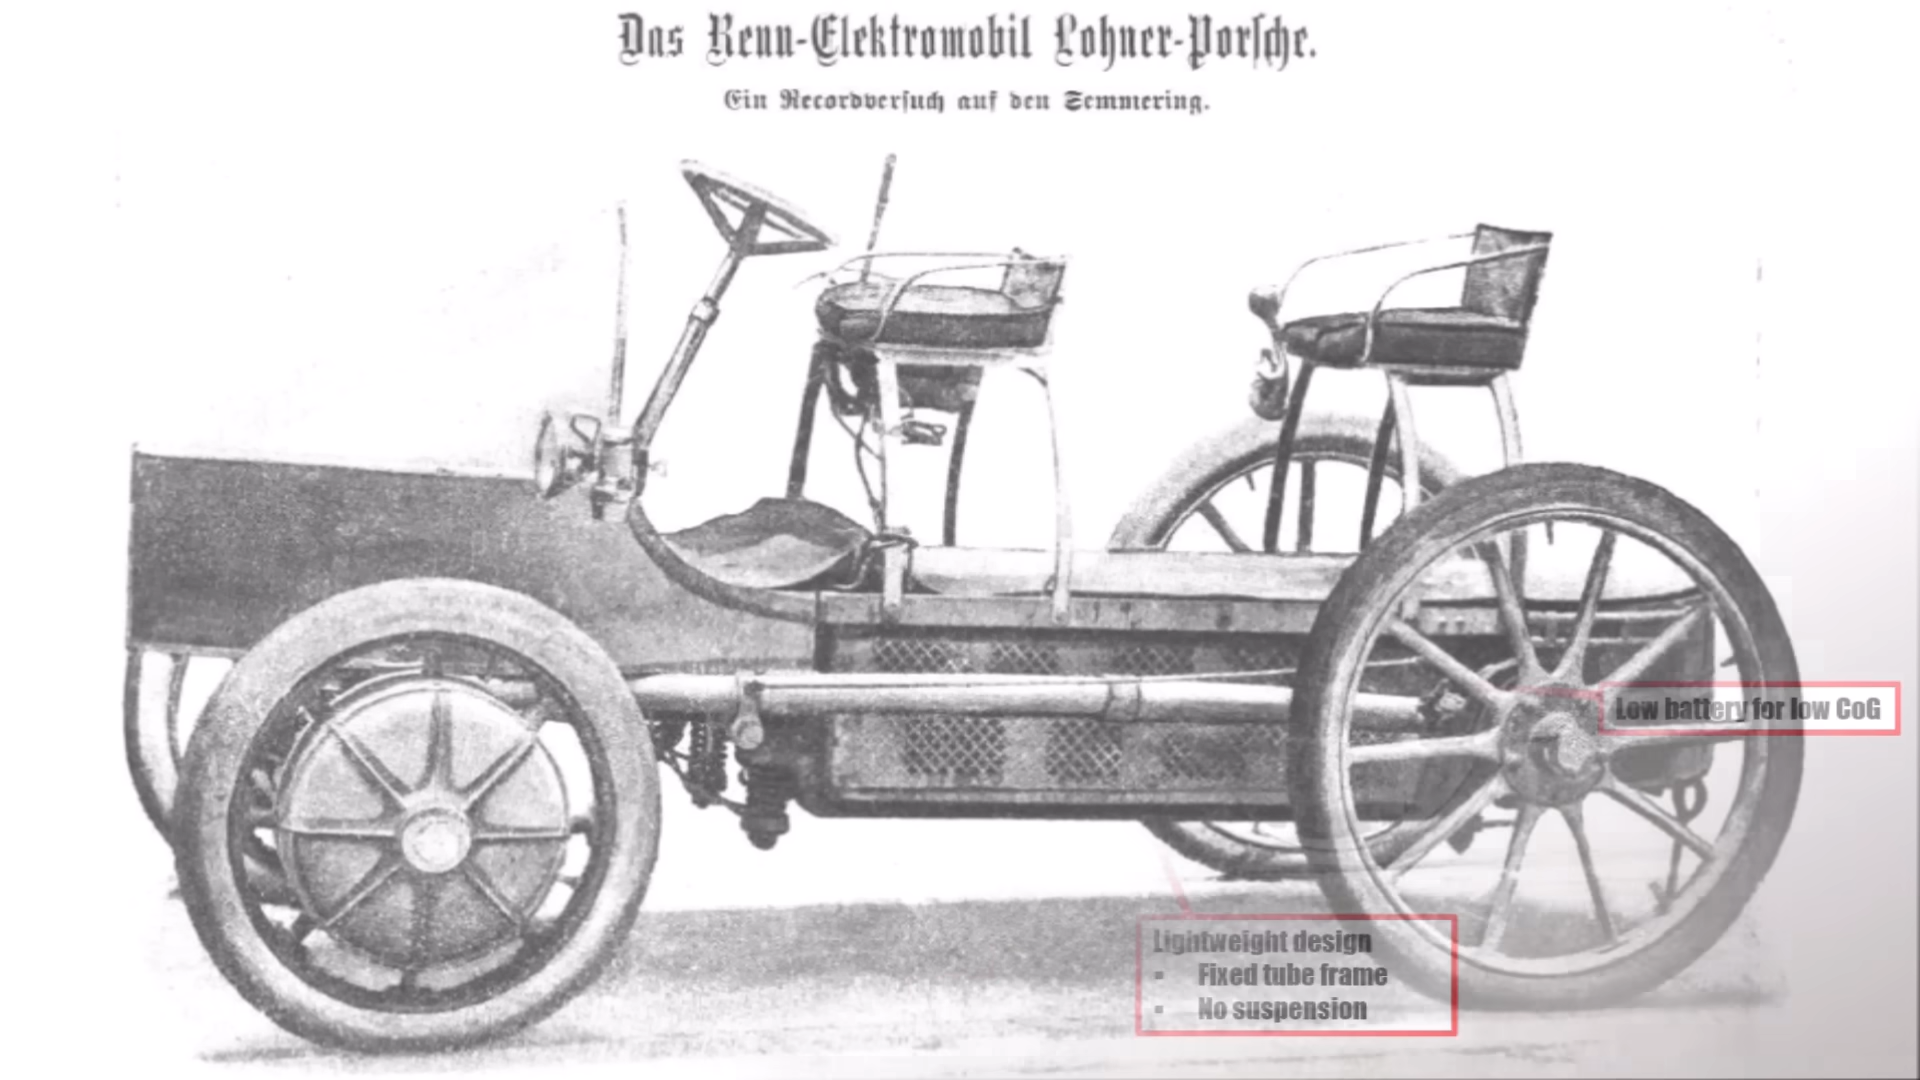 Das Renn-Elektromobil Lohner-Porsche.
Ein Recordversuch auf den Semmering.
Low battery for low CoG
Lightweight design
▪ Fixed tube frame
▪ No suspension